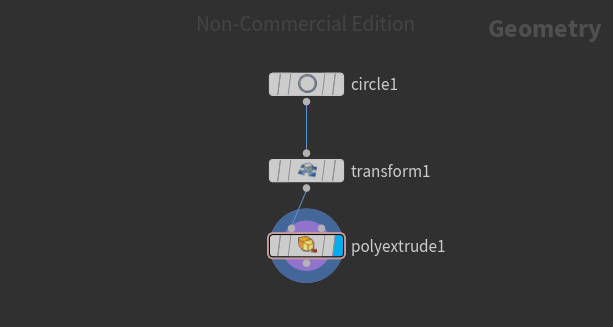 Non-Commercial Edition
Geometry
circle1
transform1
polyextrude1